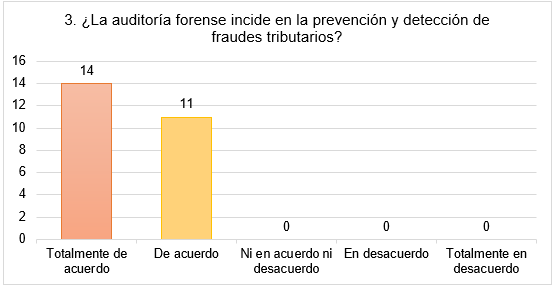 3. ¿La auditoría forense incide en la prevención y detección de
fraudes tributarios?
16
14
12
10
8
6
4
2
0
14
11
0
0
0
Totalmente de
acuerdo
De acuerdo
Ni en acuerdo ni
desacuerdo
En desacuerdo
Totalmente en
desacuerdo